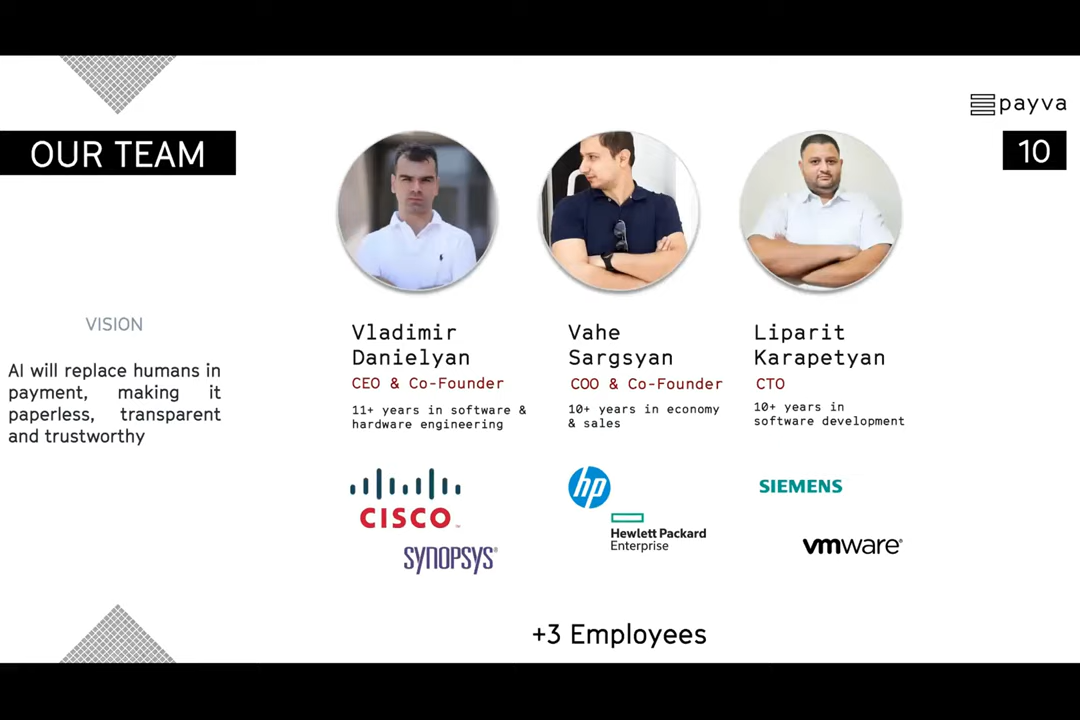 payva
OUR TEAM
10
VISION
AI will replace humans in
payment, making it
paperless, transparent
and trustworthy
Vladimir
Danielyan
CEO & Co-Founder
11+ years in software &
hardware engineering
CISCO
SYNOPSYS®
Vahe
Sargsyan
COO & Co-Founder
10+ years in economy
& sales
hp
Hewlett Packard
Enterprise
Liparit
Karapetyan
CTO
10+ years in
software development
SIEMENS
vmware®
+3 Employees